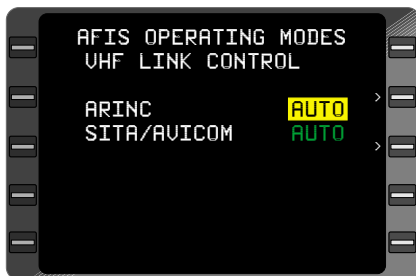 AFIS OPERATING MODES
VHF LINK CONTROL
ARINC AUTO >
SITA/AVICOM AUTO >